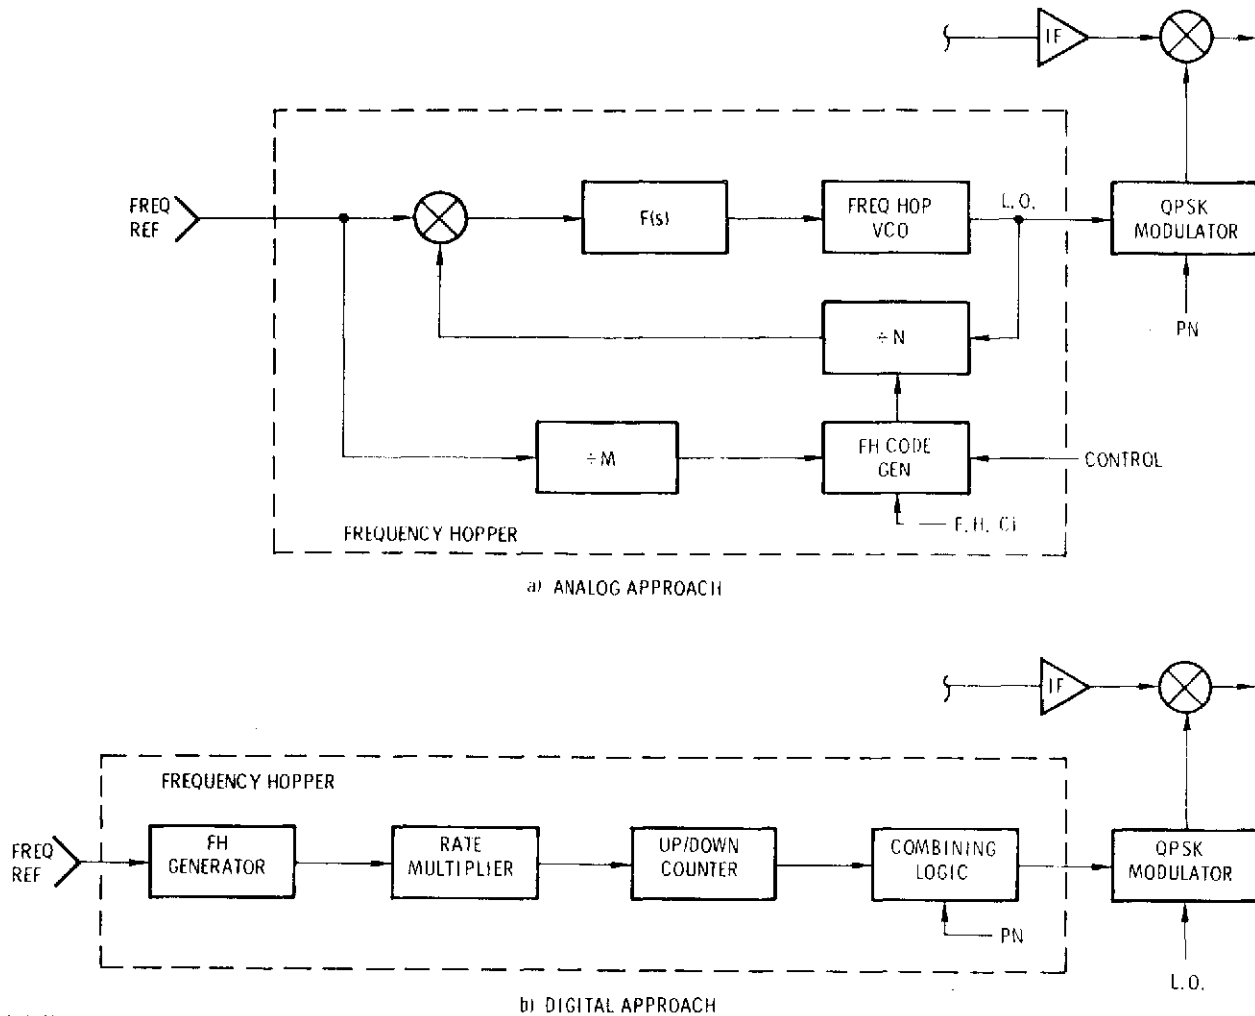 IF
FREQ
REF
F(s)
FREQ HOP
VCO
L.O.
QPSK
MODULATOR
PN
÷N
÷M
FH CODE
GEN
CONTROL
FREQUENCY HOPPER
a) ANALOG APPROACH
IF
FREQUENCY HOPPER
FREQ
REF
FH
GENERATOR
RATE
MULTIPLIER
UP/DOWN
COUNTER
COMBINING
LOGIC
QPSK
MODULATOR
PN
L.O.
b) DIGITAL APPROACH